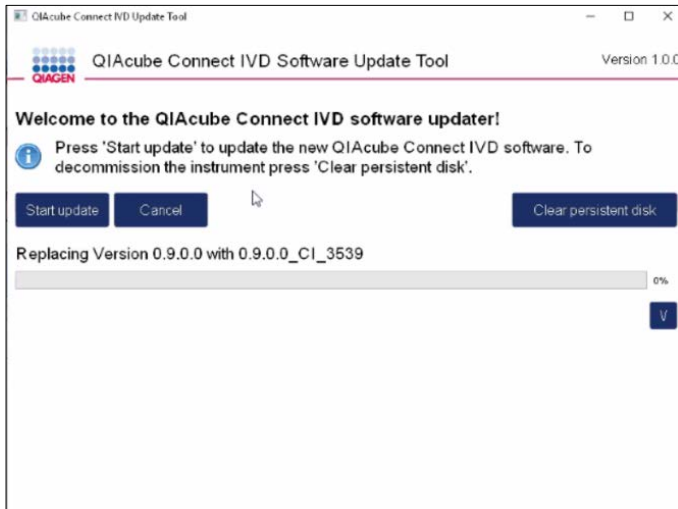 QIAcube Connect IVD Update Tool
QIAGEN
QIAcube Connect IVD Software Update Tool
Version 1.0.0
Welcome to the QIAcube Connect IVD software updater!
Press 'Start update' to update the new QIAcube Connect IVD software. To
decommission the instrument press 'Clear persistent disk'.
Start update
Cancel
Clear persistent disk
Replacing Version 0.9.0.0 with 0.9.0.0_CI_3539
0%
V